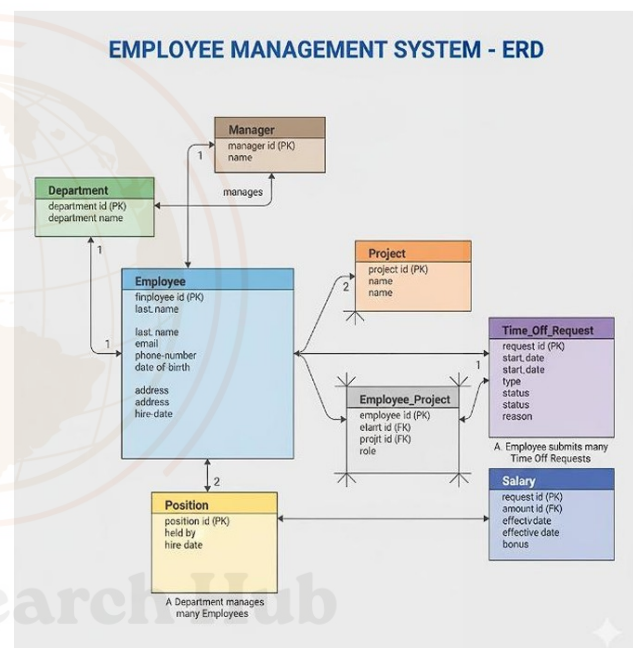 EMPLOYEE MANAGEMENT SYSTEM - ERD
Manager
manager id (PK)
name
1
manages
Department
department id (PK)
department name
1
1
Employee
finployee id (PK)
last. name
last. name
email
phone-number
date of-birth
address
address
hire-date
Project
project id (PK)
name
name
2
Time_Off_Request
request id (PK)
start. date
start. date
type
status
status
reason
1
A. Employee submits many
Time Off Requests
Employee_Project
employee id (PK)
elarrt id (FK)
projrt id (FK)
role
2
Position
position id (PK)
held by
hire date
A Department manages
many Employees
Salary
request id (PK)
amount id (FK)
effectvdate
effective date
bonus
earch Hub